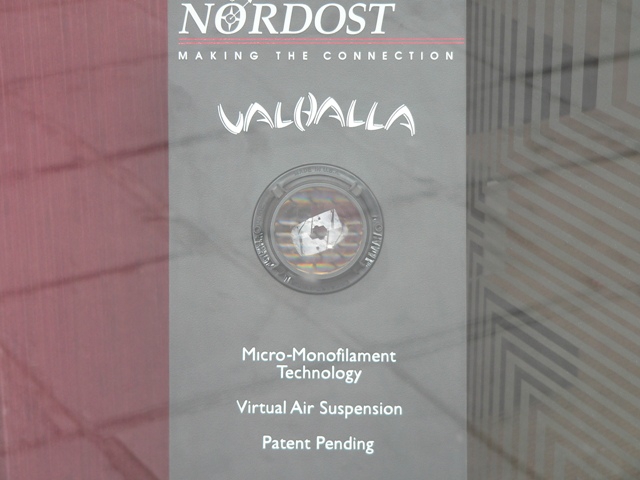 NORDOST
MAKING THE CONNECTION
VALHALLA
Micro-Monofilament
Technology
Virtual Air Suspension
Patent Pending